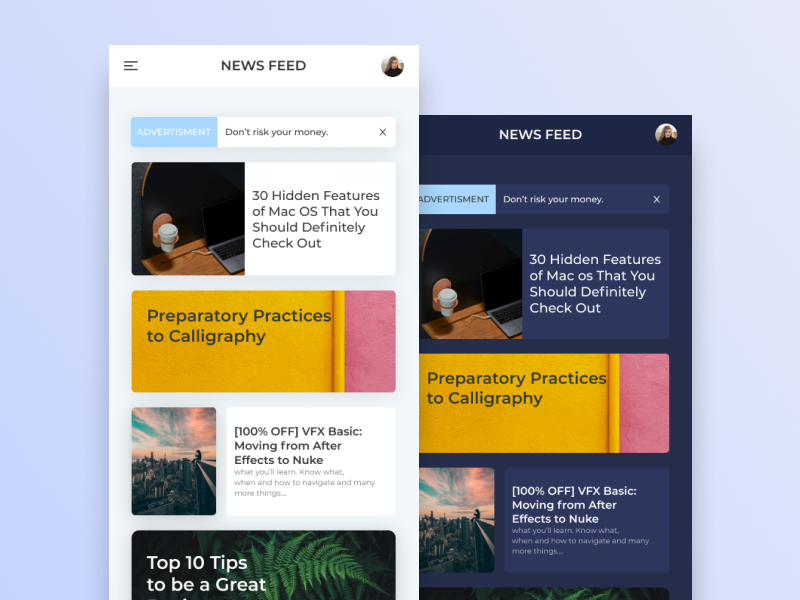 NEWS FEED
ADVERTISMENT Don't risk your money. X
30 Hidden Features
of Mac OS That You
Should Definitely
Check Out
Preparatory Practices
to Calligraphy
[100% OFF] VFX Basic:
Moving from After
Effects to Nuke
what you'll learn. Know what,
when and how to navigate and many
more things...
Top 10 Tips
to be a Great
NEWS FEED
ADVERTISMENT Don't risk your money. X
30 Hidden Features
of Mac os That You
Should Definitely
Check Out
Preparatory Practices
to Calligraphy
[100% OFF] VFX Basic:
Moving from After
Effects to Nuke
what you'll learn. Know what,
when and how to navigate and many
more things...